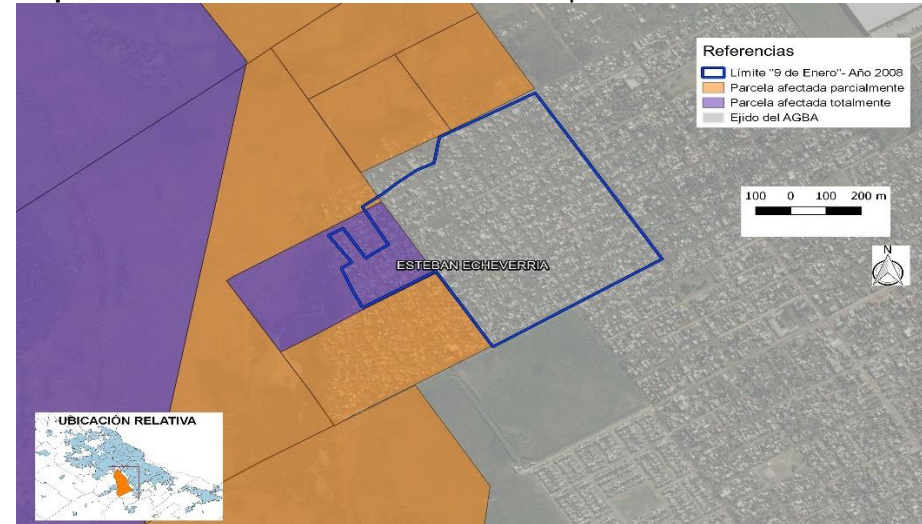 Referencias
Límite "9 de Enero"- Año 2008
Parcela afectada parcialmente
Parcela afectada totalmente
Ejido del AGBA
100 0 100 200 m
N
ESTEBAN ECHEVERRIA
UBICACIÓN RELATIVA